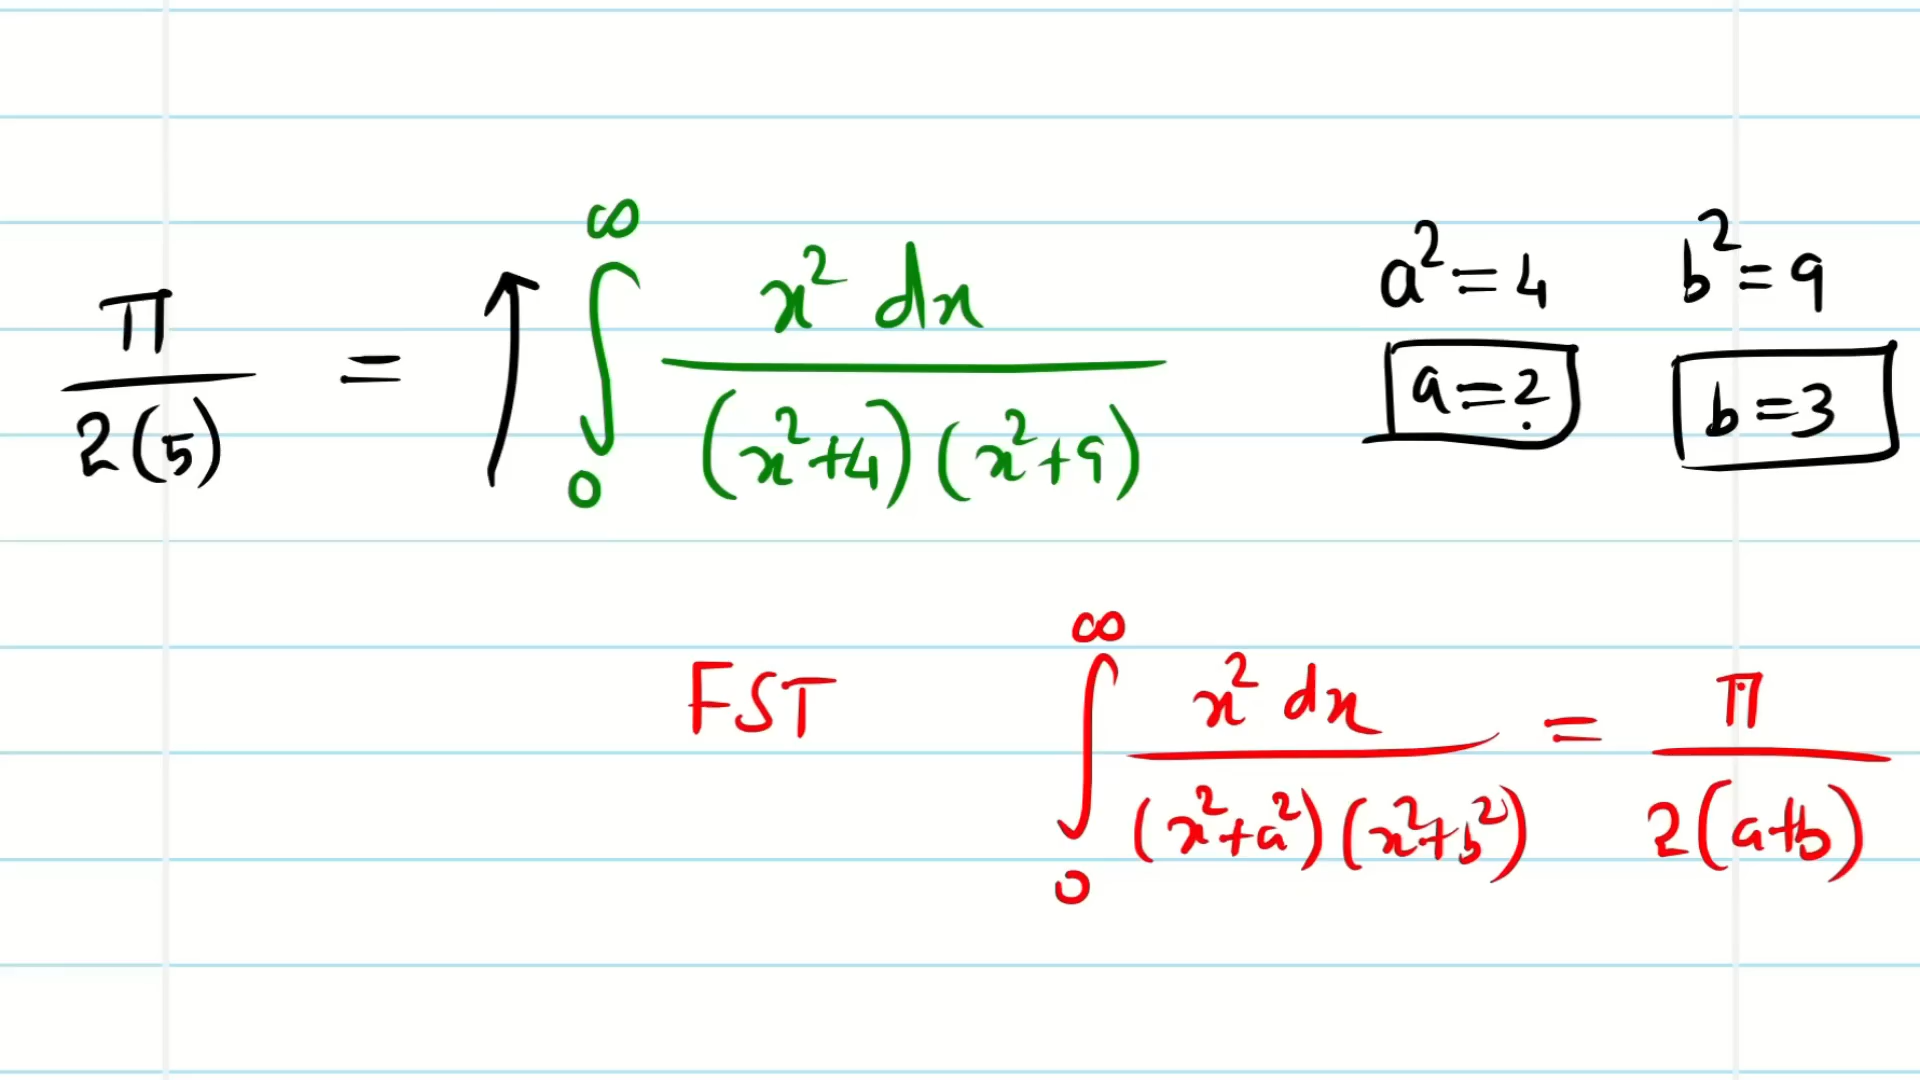 π/2(5) = ↑ ∫₀^∞ x² dx/(x²+4)(x²+9)
a² = 4 b² = 9
a = 2 b = 3
FST ∫₀^∞ x² dx/(x²+a²)(x²+b²) = π/2(a+b)